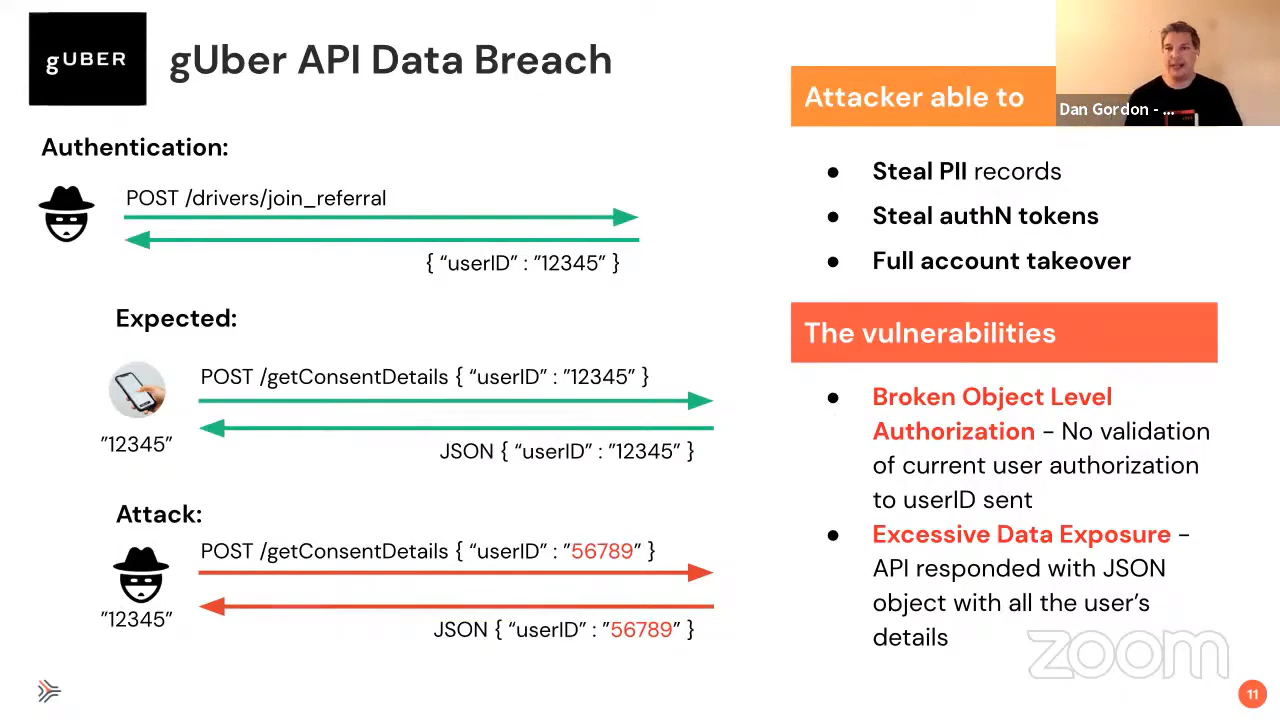 gUBER
gUber API Data Breach
Attacker able to
Dan Gordon - ...
Authentication:
POST /drivers/join_referral
{ “userID” : ”12345” }
Expected:
POST /getConsentDetails { “userID” : ”12345” }
”12345”
JSON { “userID” : ”12345” }
Attack:
POST /getConsentDetails { “userID” : ”56789” }
”12345”
JSON { “userID” : ”56789” }
● Steal PII records
● Steal authN tokens
● Full account takeover
The vulnerabilities
● Broken Object Level
Authorization - No validation
of current user authorization
to userID sent
● Excessive Data Exposure -
API responded with JSON
object with all the user’s
details
zoom
11